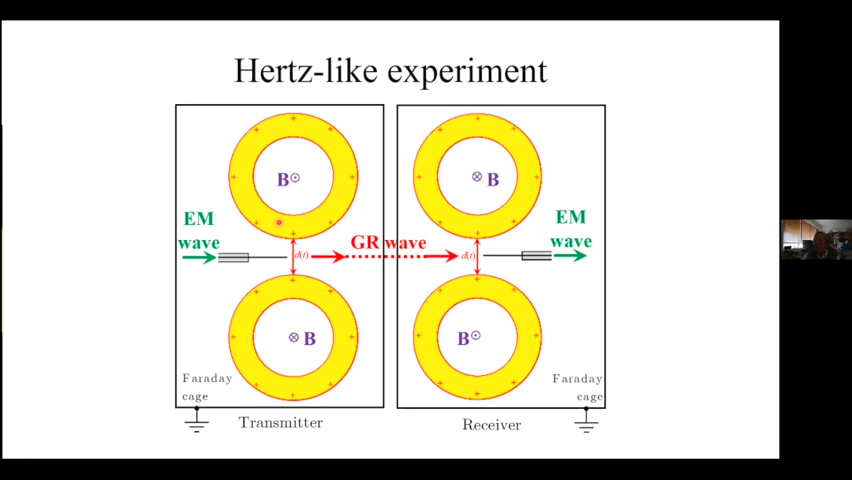 Hertz-like experiment
B
B
EM
wave
GR wave
EM
wave
d(t)
d(t)
B
B
Faraday
cage
Faraday
cage
Transmitter
Receiver